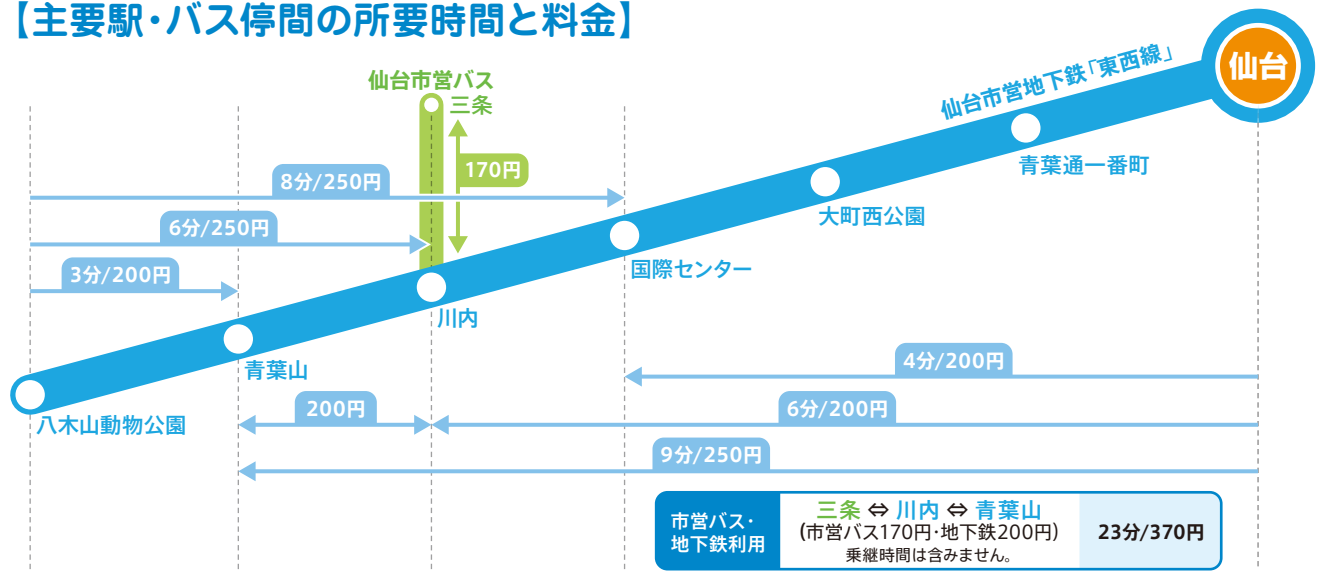 【主要駅・バス停間の所要時間と料金】
仙台
仙台市営地下鉄「東西線」
仙台市営バス
三条
170円
青葉通一番町
8分/250円
大町西公園
6分/250円
国際センター
3分/200円
川内
青葉山
4分/200円
八木山動物公園
200円
6分/200円
9分/250円
市営バス・
地下鉄利用
三条 ⇔ 川内 ⇔ 青葉山
(市営バス170円・地下鉄200円)
乗継時間は含みません。
23分/370円